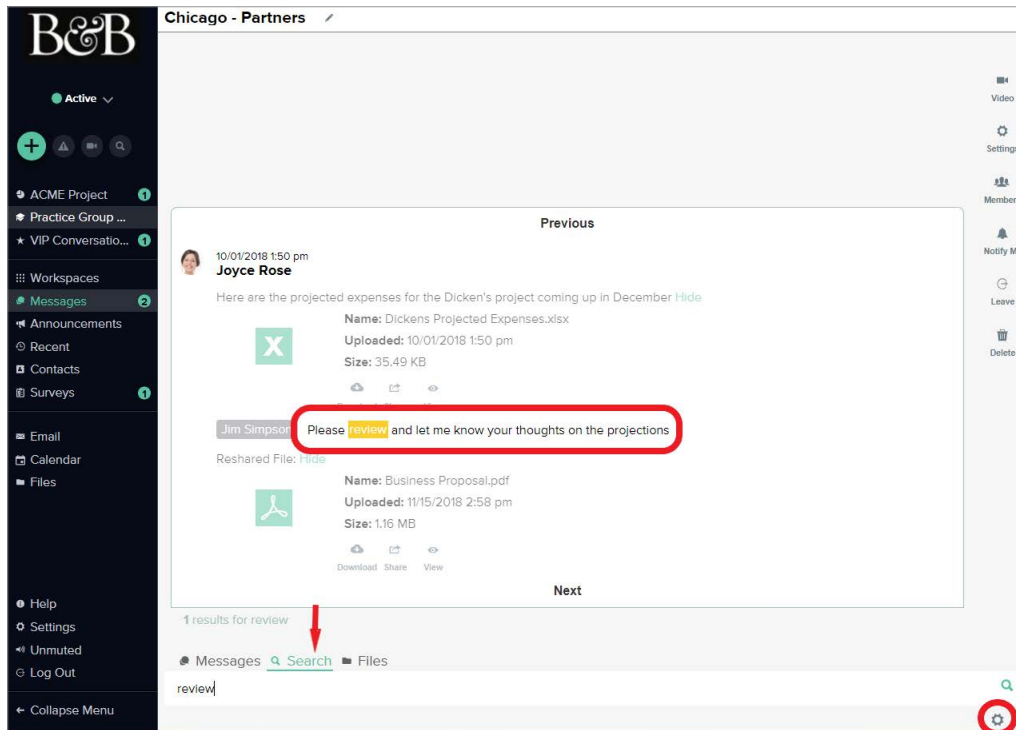 B&B
Active
ACME Project 1
Practice Group ...
VIP Conversatio... 1
Workspaces
Messages 2
Announcements
Recent
Contacts
Surveys 1
Email
Calendar
Files
Help
Settings
Unmuted
Log Out
Collapse Menu
Chicago - Partners
Previous
10/01/2018 1:50 pm
Joyce Rose
Here are the projected expenses for the Dicken's project coming up in December Hide
Name: Dickens Projected Expenses.xlsx
Uploaded: 10/01/2018 1:50 pm
Size: 35.49 KB
Jim Simpson Please review and let me know your thoughts on the projections
Reshared File: Hide
Name: Business Proposal.pdf
Uploaded: 11/15/2018 2:58 pm
Size: 1.16 MB
Download Share View
Next
1 results for review
Messages Search Files
review
Video
Settings
Member
Notify M
Leave
Delete